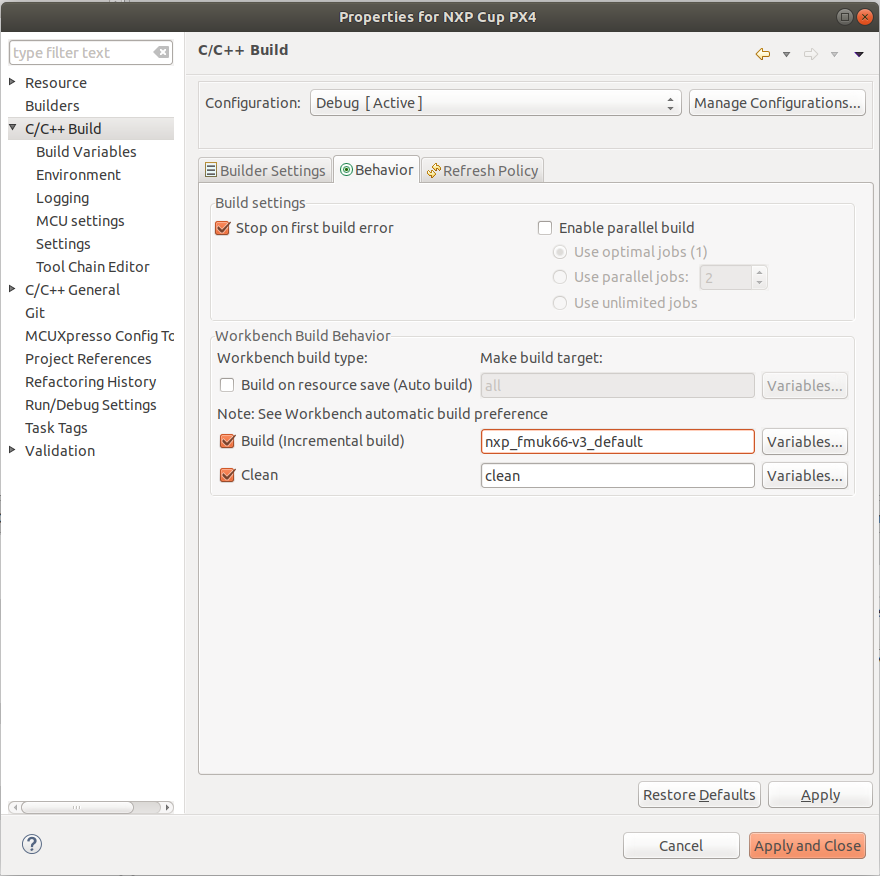 Properties for NXP Cup PX4
type filter text
Resource
Builders
C/C++ Build
Build Variables
Environment
Logging
MCU settings
Settings
Tool Chain Editor
C/C++ General
Git
MCUXpresso Config To
Project References
Refactoring History
Run/Debug Settings
Task Tags
Validation
C/C++ Build
Configuration: Debug [ Active ] Manage Configurations...
Builder Settings Behavior Refresh Policy
Build settings
Stop on first build error Enable parallel build
Use optimal jobs (1)
Use parallel jobs: 2
Use unlimited jobs
Workbench Build Behavior
Workbench build type: Make build target:
Build on resource save (Auto build) all Variables...
Note: See Workbench automatic build preference
Build (Incremental build) nxp_fmuk66-v3_default Variables...
Clean clean Variables...
Restore Defaults Apply
? Cancel Apply and Close